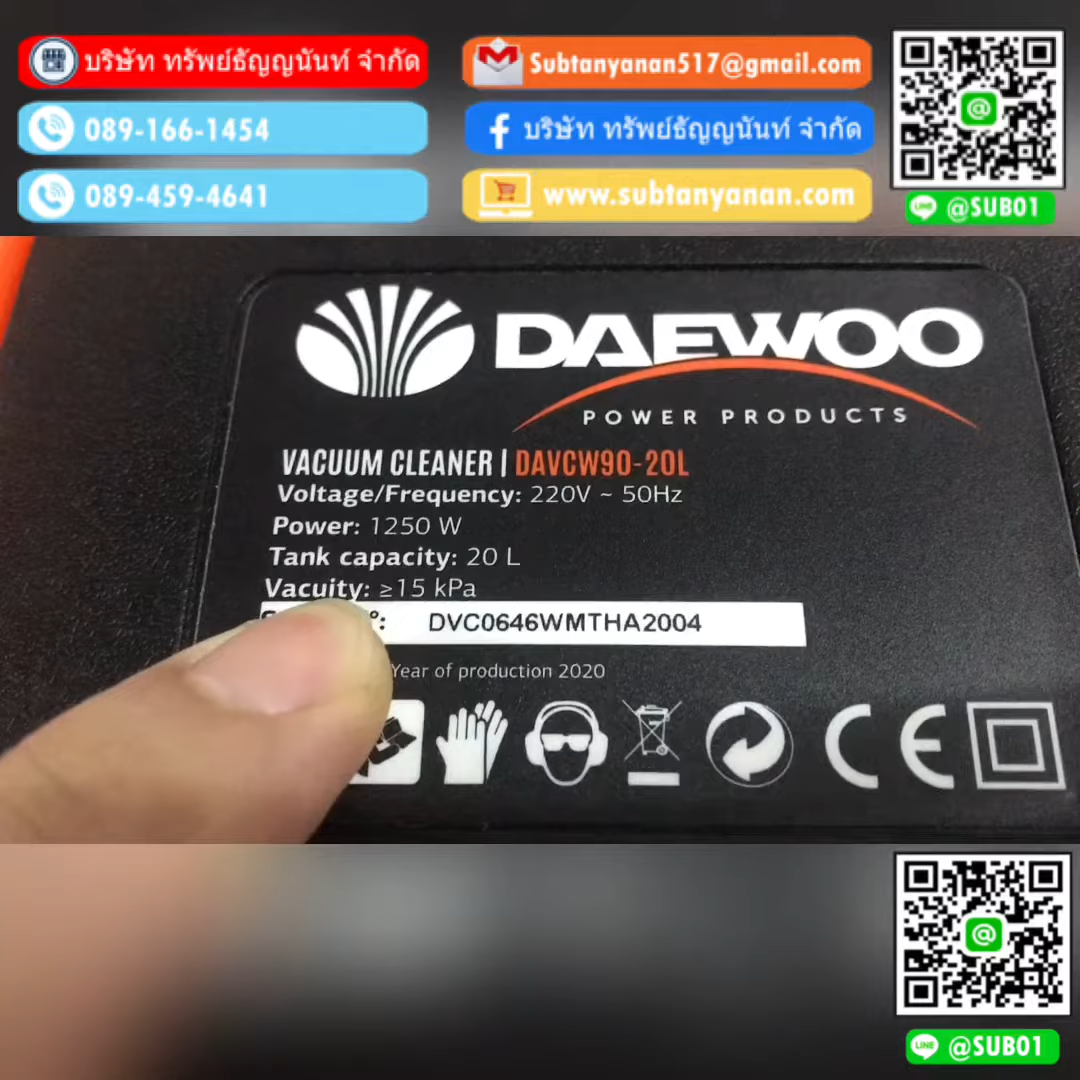 บริษัท ทรัพย์ธัญญนันท์ จำกัด
Subtanyanan517@gmail.com
089-166-1454
บริษัท ทรัพย์ธัญญนันท์ จำกัด
089-459-4641
www.subtanyanan.com
LINE @SUB01
DAEWOO
POWER PRODUCTS
VACUUM CLEANER | DAVCW90-20L
Voltage/Frequency: 220V ~ 50Hz
Power: 1250 W
Tank capacity: 20 L
Vacuity: ≥15 kPa
DVC0646WMTHA2004
Year of production 2020
CE
LINE @SUB01